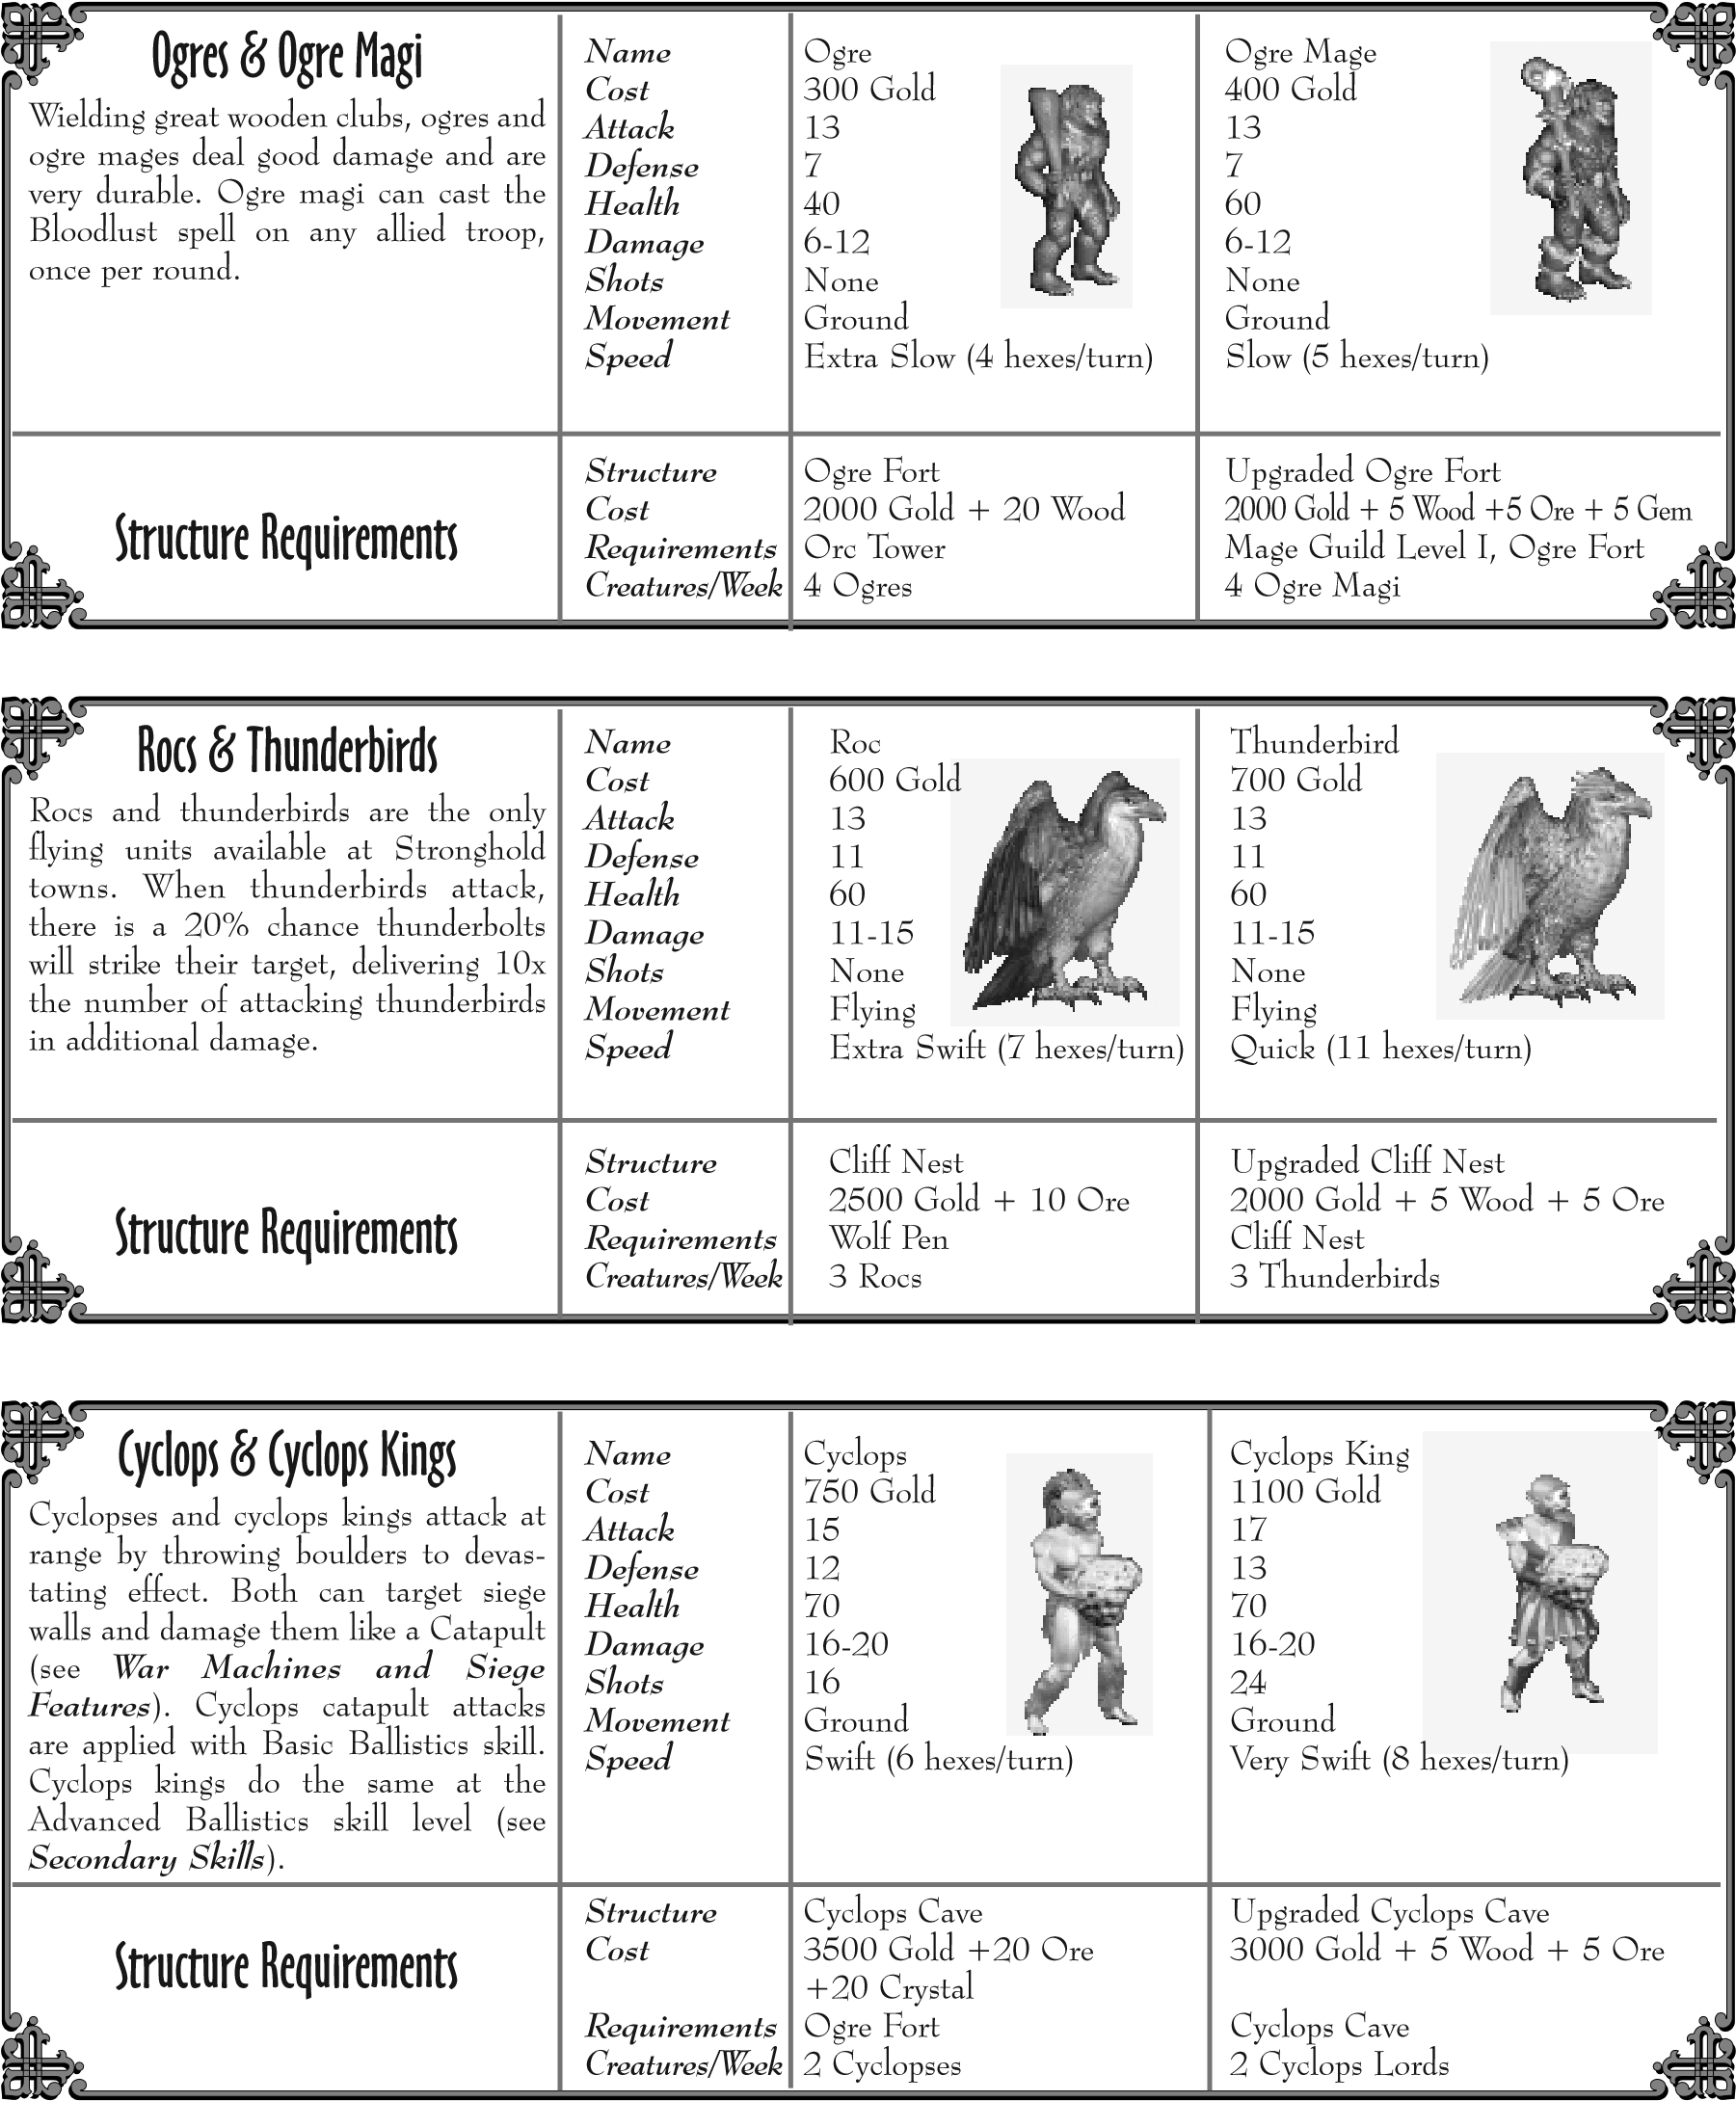 Ogres & Ogre Magi
Wielding great wooden clubs, ogres and
ogre mages deal good damage and are
very durable. Ogre magi can cast the
Bloodlust spell on any allied troop,
once per round.
Name Ogre Ogre Mage
Cost 300 Gold 400 Gold
Attack 13 13
Defense 7 7
Health 40 60
Damage 6-12 6-12
Shots None None
Movement Ground Ground
Speed Extra Slow (4 hexes/turn) Slow (5 hexes/turn)
Structure Requirements
Structure Ogre Fort Upgraded Ogre Fort
Cost 2000 Gold + 20 Wood 2000 Gold + 5 Wood +5 Ore + 5 Gem
Requirements Orc Tower Mage Guild Level I, Ogre Fort
Creatures/Week 4 Ogres 4 Ogre Magi
Rocs & Thunderbirds
Rocs and thunderbirds are the only
flying units available at Stronghold
towns. When thunderbirds attack,
there is a 20% chance thunderbolts
will strike their target, delivering 10x
the number of attacking thunderbirds
in additional damage.
Name Roc Thunderbird
Cost 600 Gold 700 Gold
Attack 13 13
Defense 11 11
Health 60 60
Damage 11-15 11-15
Shots None None
Movement Flying Flying
Speed Extra Swift (7 hexes/turn) Quick (11 hexes/turn)
Structure Requirements
Structure Cliff Nest Upgraded Cliff Nest
Cost 2500 Gold + 10 Ore 2000 Gold + 5 Wood + 5 Ore
Requirements Wolf Pen Cliff Nest
Creatures/Week 3 Rocs 3 Thunderbirds
Cyclops & Cyclops Kings
Cyclopses and cyclops kings attack at
range by throwing boulders to devas-
tating effect. Both can target siege
walls and damage them like a Catapult
(see War Machines and Siege
Features). Cyclops catapult attacks
are applied with Basic Ballistics skill.
Cyclops kings do the same at the
Advanced Ballistics skill level (see
Secondary Skills).
Name Cyclops Cyclops King
Cost 750 Gold 1100 Gold
Attack 15 17
Defense 12 13
Health 70 70
Damage 16-20 16-20
Shots 16 24
Movement Ground Ground
Speed Swift (6 hexes/turn) Very Swift (8 hexes/turn)
Structure Requirements
Structure Cyclops Cave Upgraded Cyclops Cave
Cost 3500 Gold +20 Ore 3000 Gold + 5 Wood + 5 Ore
+20 Crystal
Requirements Ogre Fort Cyclops Cave
Creatures/Week 2 Cyclopses 2 Cyclops Lords